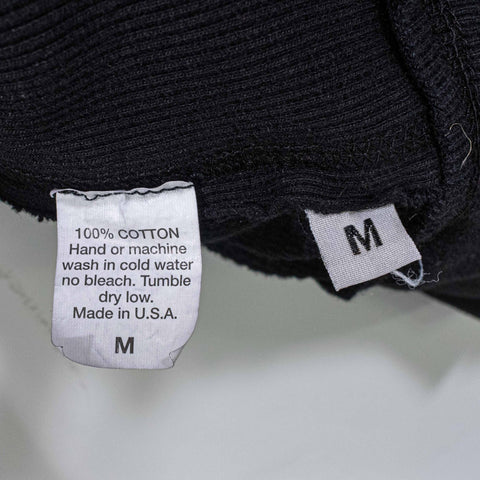 100% COTTON
Hand or machine
wash in cold water
no bleach. Tumble
dry low.
Made in U.S.A.
M
M